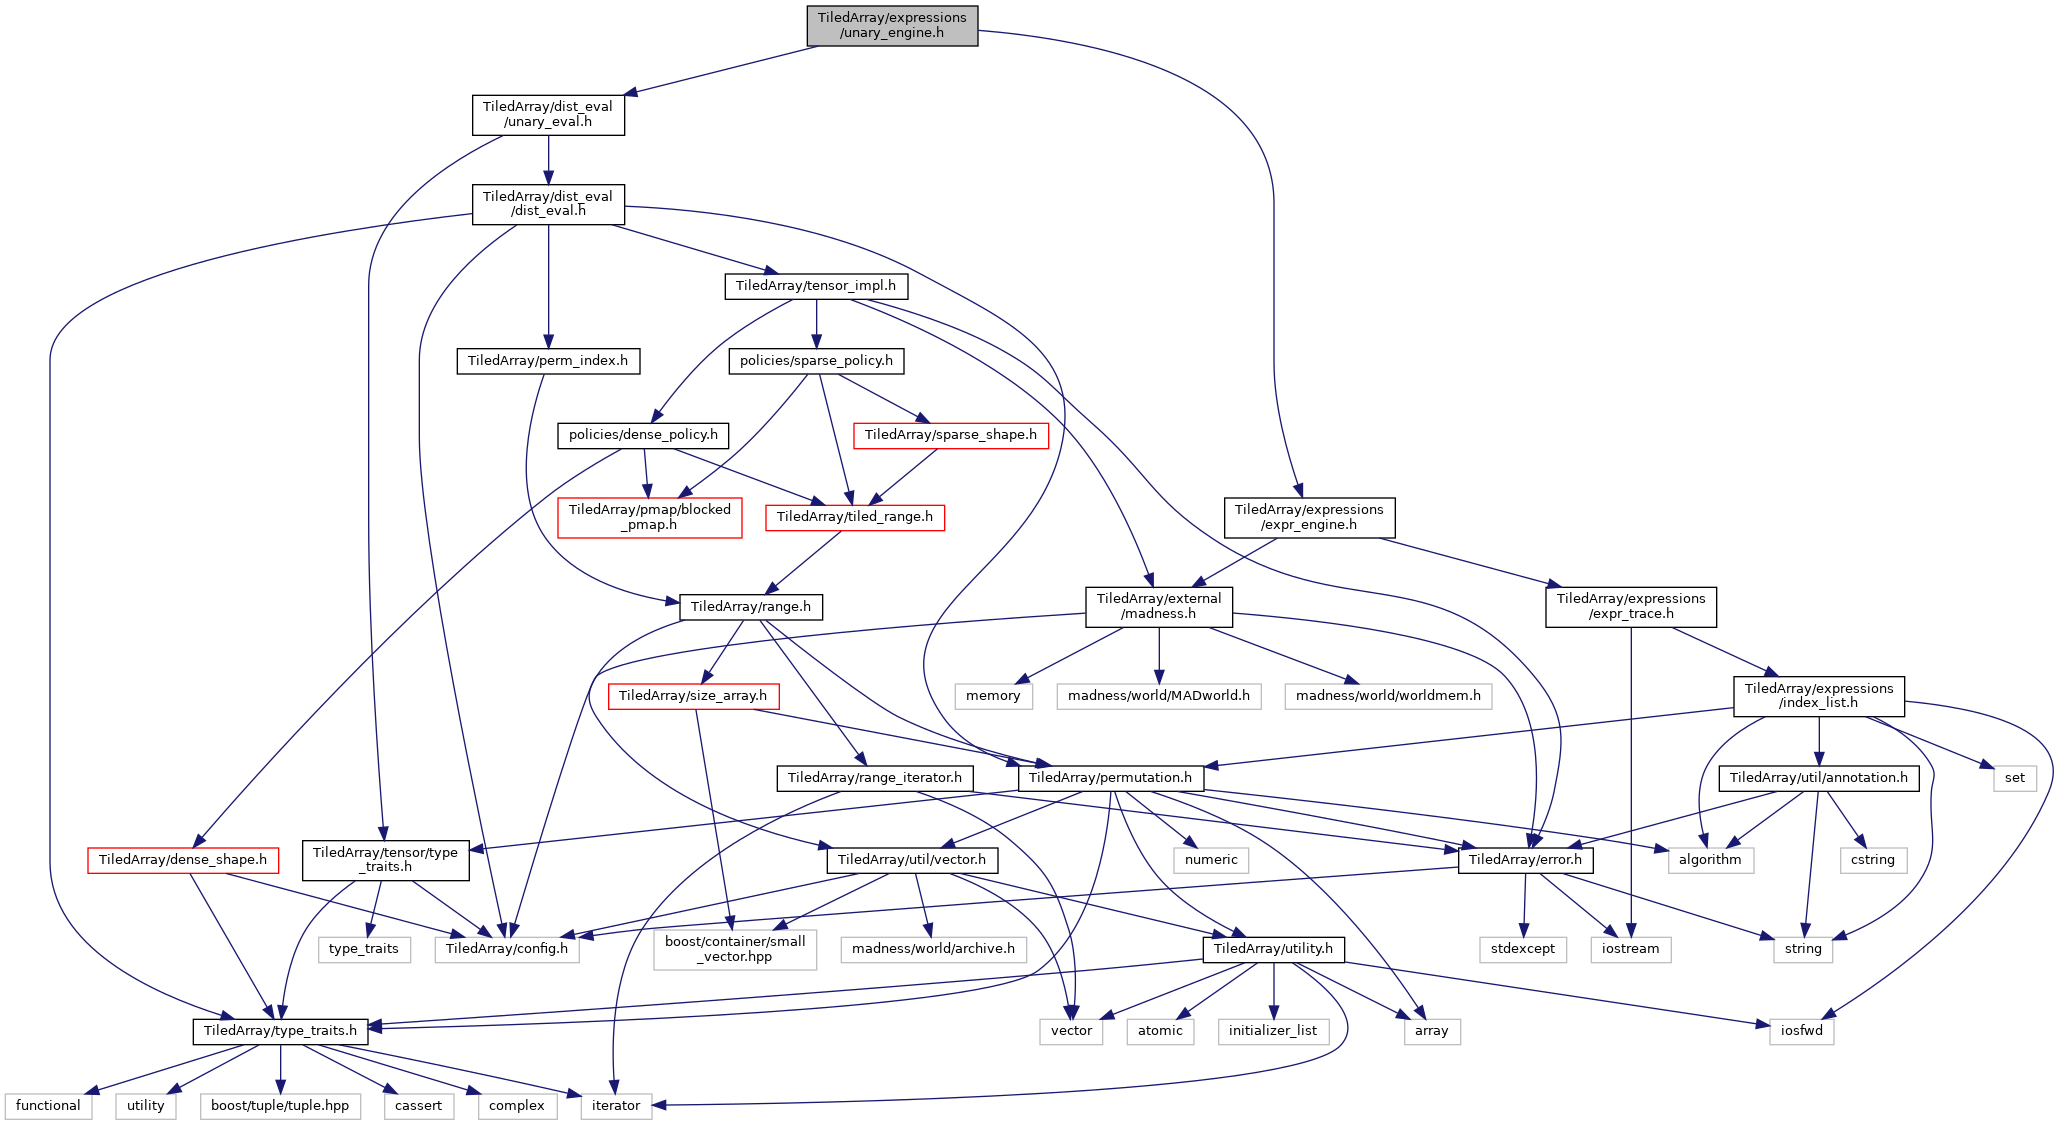 TiledArray/expressions
/unary_engine.h
TiledArray/dist_eval
/unary_eval.h
TiledArray/dist_eval
/dist_eval.h
TiledArray/tensor_impl.h
TiledArray/perm_index.h
policies/sparse_policy.h
policies/dense_policy.h
TiledArray/sparse_shape.h
TiledArray/pmap/blocked
_pmap.h
TiledArray/tiled_range.h
TiledArray/expressions
/expr_engine.h
TiledArray/range.h
TiledArray/external
/madness.h
TiledArray/expressions
/expr_trace.h
TiledArray/size_array.h
memory
madness/world/MADworld.h
madness/world/worldmem.h
TiledArray/expressions
/index_list.h
TiledArray/range_iterator.h
TiledArray/permutation.h
TiledArray/util/annotation.h
set
TiledArray/dense_shape.h
TiledArray/tensor/type
_traits.h
TiledArray/util/vector.h
numeric
TiledArray/error.h
algorithm
cstring
type_traits
TiledArray/config.h
boost/container/small
_vector.hpp
madness/world/archive.h
TiledArray/utility.h
stdexcept
iostream
string
TiledArray/type_traits.h
vector
atomic
initializer_list
array
iosfwd
functional
utility
boost/tuple/tuple.hpp
cassert
complex
iterator